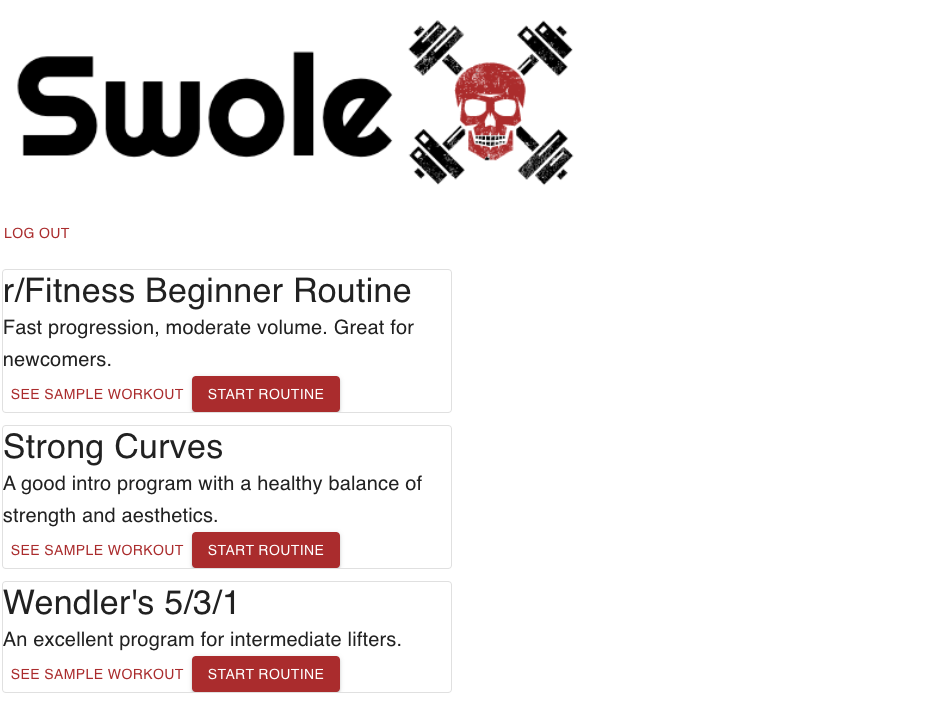 Swole
LOG OUT
r/Fitness Beginner Routine
Fast progression, moderate volume. Great for
newcomers.
SEE SAMPLE WORKOUT START ROUTINE
Strong Curves
A good intro program with a healthy balance of
strength and aesthetics.
SEE SAMPLE WORKOUT START ROUTINE
Wendler's 5/3/1
An excellent program for intermediate lifters.
SEE SAMPLE WORKOUT START ROUTINE